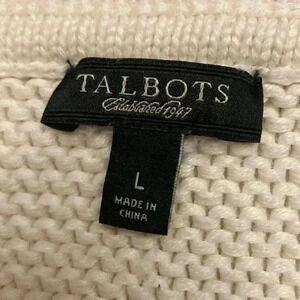 TALBOTS
Established 1947
L
MADE IN
CHINA